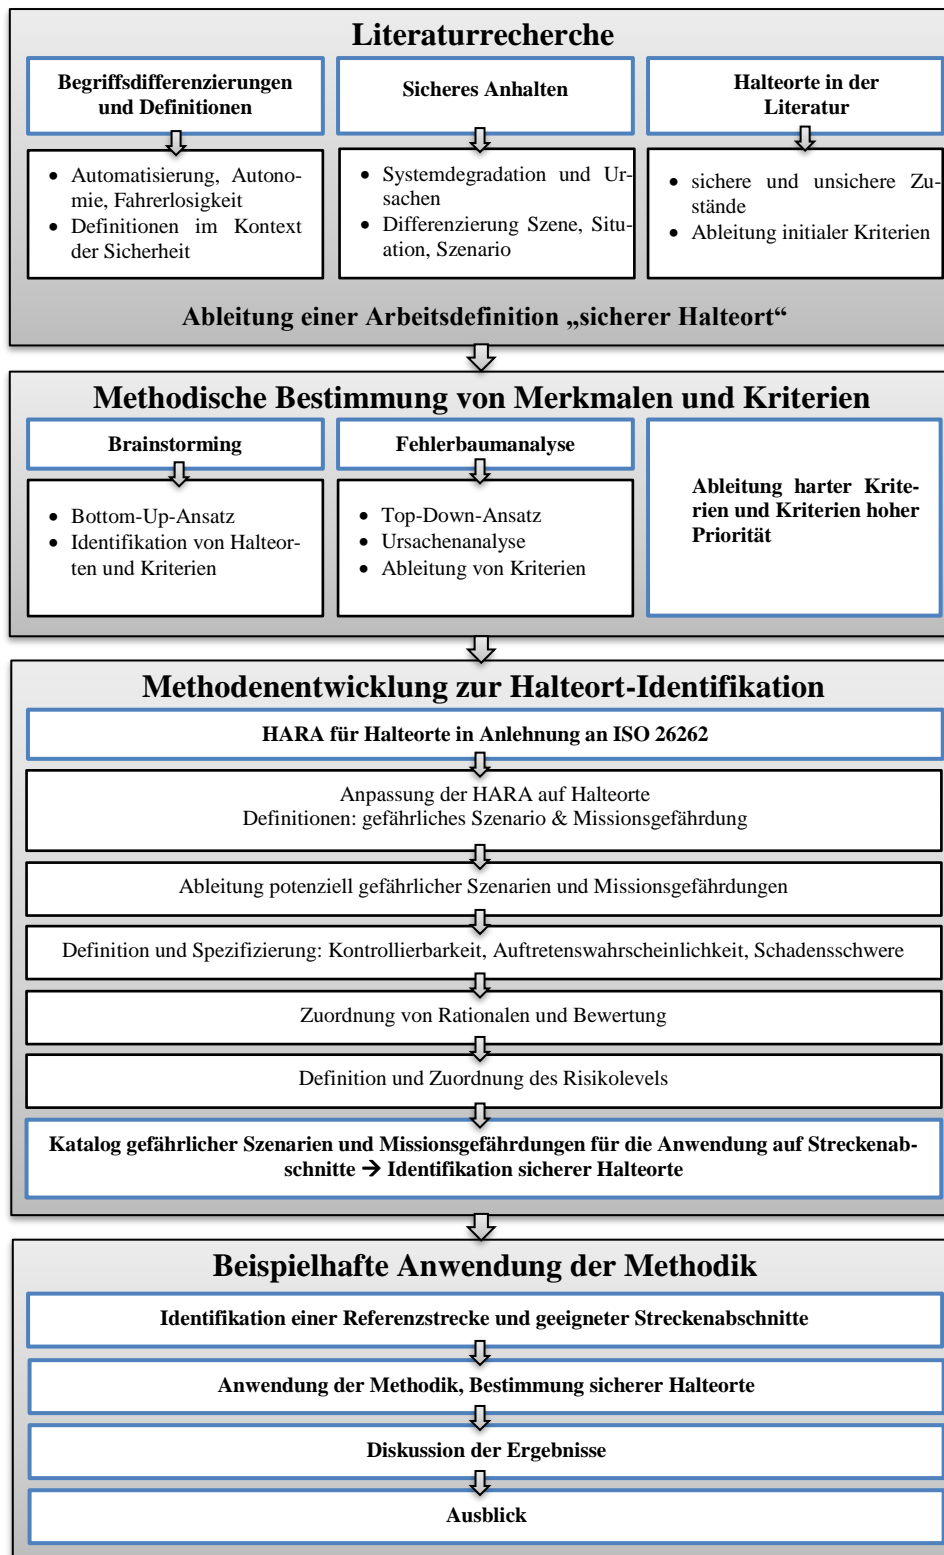 Literaturrecherche
Begriffsdifferenzierungen
und Definitionen
• Automatisierung, Autono-
mie, Fahrerlosigkeit
• Definitionen im Kontext
der Sicherheit
Sicheres Anhalten
• Systemdegradation und Ur-
sachen
• Differenzierung Szene, Situ-
ation, Szenario
Halteorte in der
Literatur
• sichere und unsichere Zu-
stände
• Ableitung initialer Kriterien
Ableitung einer Arbeitsdefinition „sicherer Halteort“
Methodische Bestimmung von Merkmalen und Kriterien
Brainstorming
• Bottom-Up-Ansatz
• Identifikation von Halteor-
ten und Kriterien
Fehlerbaumanalyse
• Top-Down-Ansatz
• Ursachenanalyse
• Ableitung von Kriterien
Ableitung harter Krite-
rien und Kriterien hoher
Priorität
Methodenentwicklung zur Halteort-Identifikation
HARA für Halteorte in Anlehnung an ISO 26262
Anpassung der HARA auf Halteorte
Definitionen: gefährliches Szenario & Missionsgefährdung
Ableitung potenziell gefährlicher Szenarien und Missionsgefährdungen
Definition und Spezifizierung: Kontrollierbarkeit, Auftretenswahrscheinlichkeit, Schadensschwere
Zuordnung von Rationalen und Bewertung
Definition und Zuordnung des Risikolevels
Katalog gefährlicher Szenarien und Missionsgefährdungen für die Anwendung auf Streckenab-
schnitte → Identifikation sicherer Halteorte
Beispielhafte Anwendung der Methodik
Identifikation einer Referenzstrecke und geeigneter Streckenabschnitte
Anwendung der Methodik, Bestimmung sicherer Halteorte
Diskussion der Ergebnisse
Ausblick